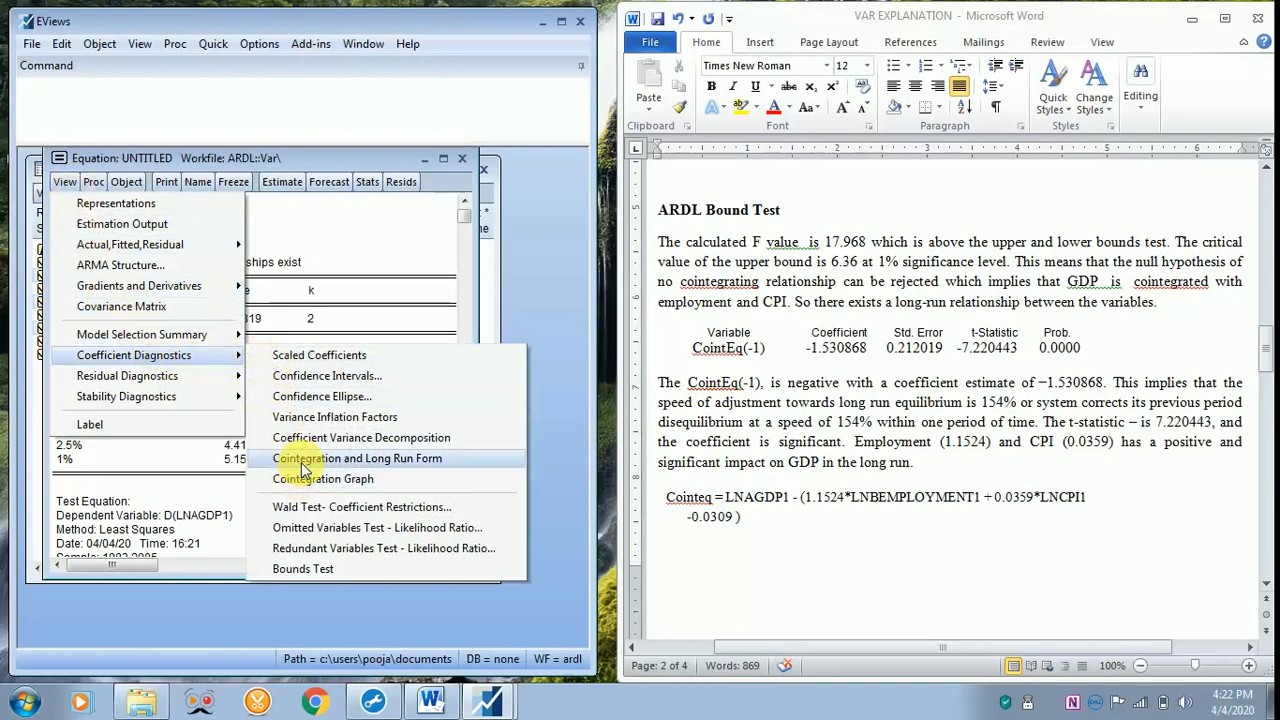 EViews
File Edit Object View Proc Quick Options Add-ins Window Help
Command
Equation: UNTITLED Workfile: ARDL::Var\
View Proc Object Print Name Freeze Estimate Forecast Stats Resids
Representations
Estimation Output
Actual,Fitted,Residual
ARMA Structure...
Gradients and Derivatives
Covariance Matrix
Model Selection Summary
Coefficient Diagnostics
Residual Diagnostics
Stability Diagnostics
Label
ships exist
k
319 2
Scaled Coefficients
Confidence Intervals...
Confidence Ellipse...
Variance Inflation Factors
Coefficient Variance Decomposition
Cointegration and Long Run Form
Cointegration Graph
Wald Test- Coefficient Restrictions...
Omitted Variables Test - Likelihood Ratio...
Redundant Variables Test - Likelihood Ratio...
Bounds Test
2.5% 4.41
1% 5.15
Test Equation:
Dependent Variable: D(LNAGDP1)
Method: Least Squares
Date: 04/04/20 Time: 16:21
Sample: 1982 2005
Path = c:\users\pooja\documents DB = none WF = ardl
VAR EXPLANATION - Microsoft Word
File Home Insert Page Layout References Mailings Review View
Times New Roman 12
Paste
Quick Styles
Change Styles
Editing
Clipboard Font Paragraph Styles
ARDL Bound Test
The calculated F value is 17.968 which is above the upper and lower bounds test. The critical
value of the upper bound is 6.36 at 1% significance level. This means that the null hypothesis of
no cointegrating relationship can be rejected which implies that GDP is cointegrated with
employment and CPI. So there exists a long-run relationship between the variables.
Variable Coefficient Std. Error t-Statistic Prob.
CointEq(-1) -1.530868 0.212019 -7.220443 0.0000
The CointEq(-1), is negative with a coefficient estimate of −1.530868. This implies that the
speed of adjustment towards long run equilibrium is 154% or system corrects its previous period
disequilibrium at a speed of 154% within one period of time. The t-statistic – is 7.220443, and
the coefficient is significant. Employment (1.1524) and CPI (0.0359) has a positive and
significant impact on GDP in the long run.
Cointeq = LNAGDP1 - (1.1524*LNBEMPLOYMENT1 + 0.0359*LNCPI1
-0.0309 )
Page: 2 of 4 Words: 869 100%
4:22 PM
4/4/2020